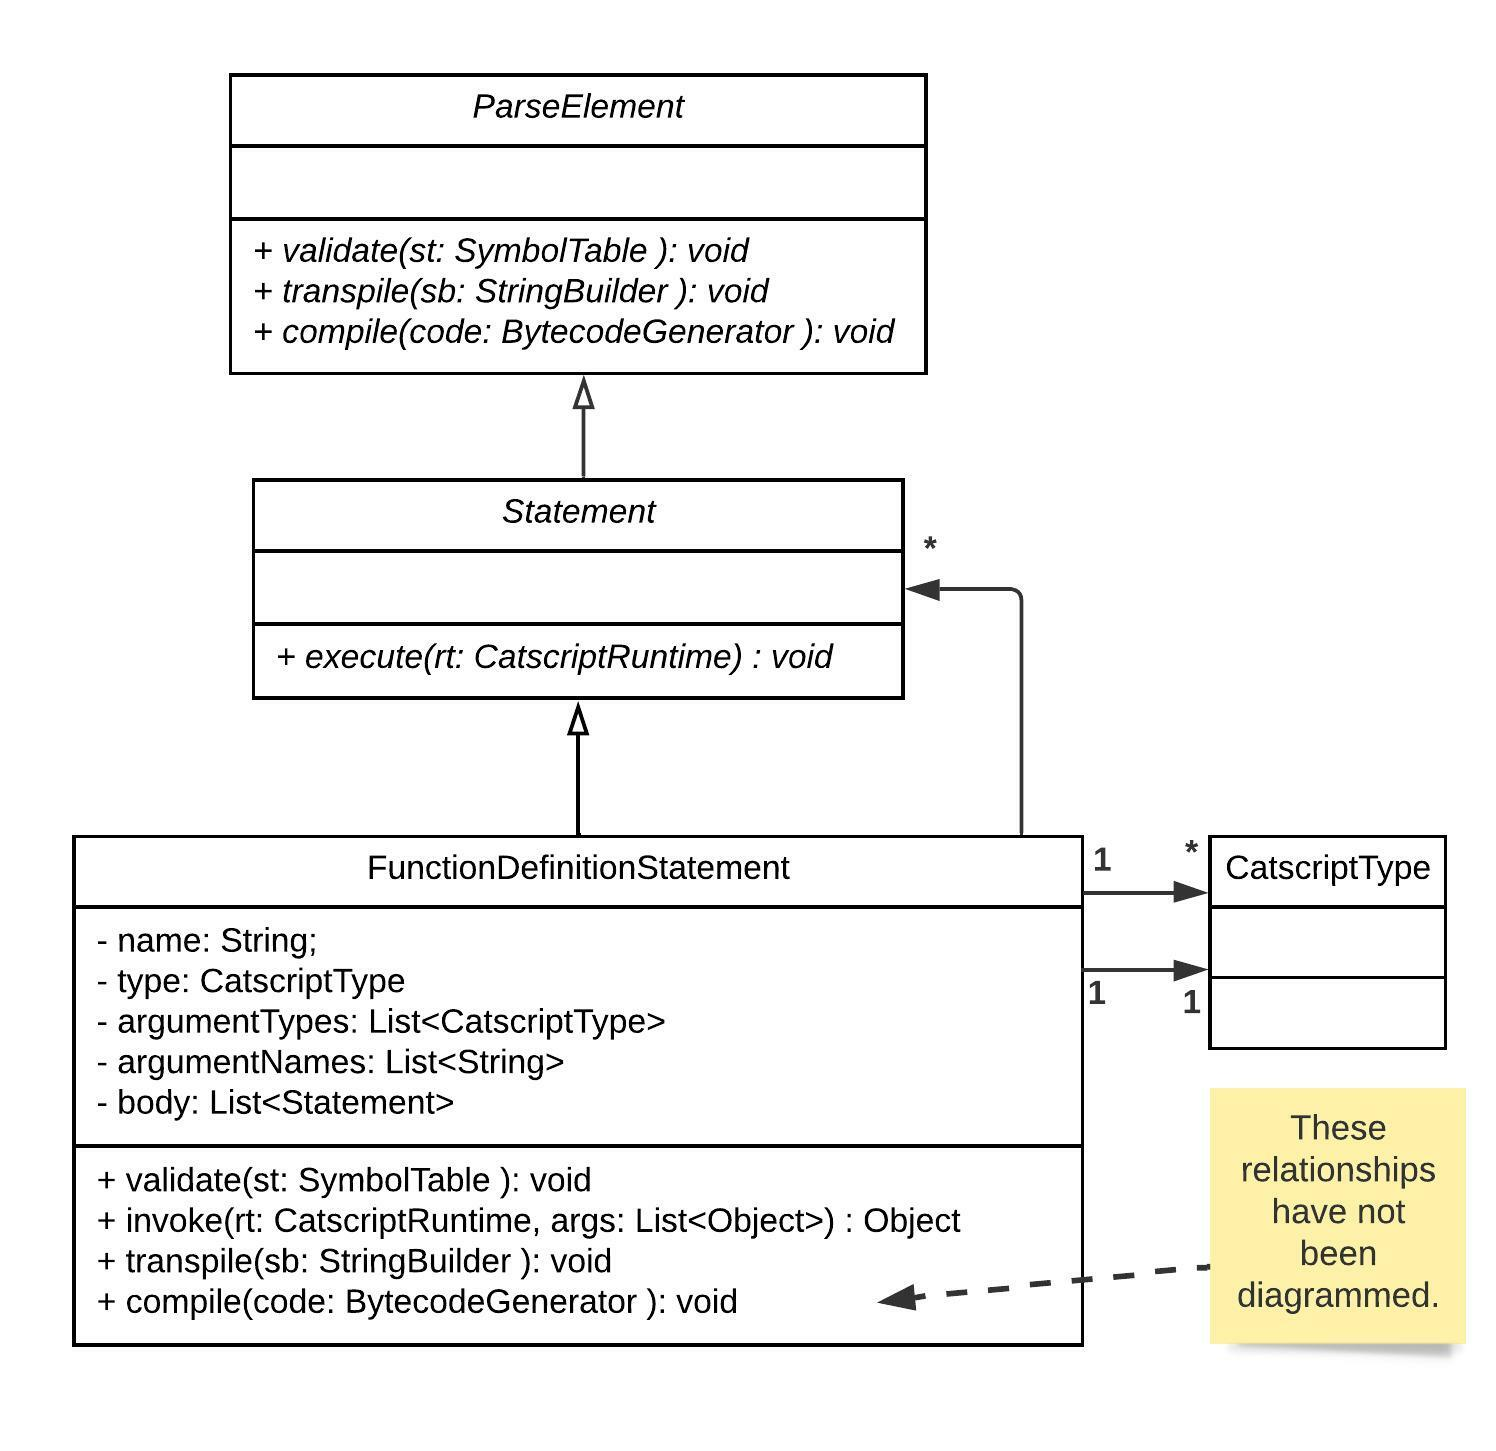 ParseElement
+ validate(st: SymbolTable ): void
+ transpile(sb: StringBuilder ): void
+ compile(code: BytecodeGenerator ): void
Statement
*
+ execute(rt: CatscriptRuntime) : void
FunctionDefinitionStatement
1
*
CatscriptType
- name: String;
- type: CatscriptType
- argumentTypes: List<CatscriptType>
- argumentNames: List<String>
- body: List<Statement>
1
1
+ validate(st: SymbolTable ): void
+ invoke(rt: CatscriptRuntime, args: List<Object>) : Object
+ transpile(sb: StringBuilder ): void
+ compile(code: BytecodeGenerator ): void
These
relationships
have not
been
diagrammed.